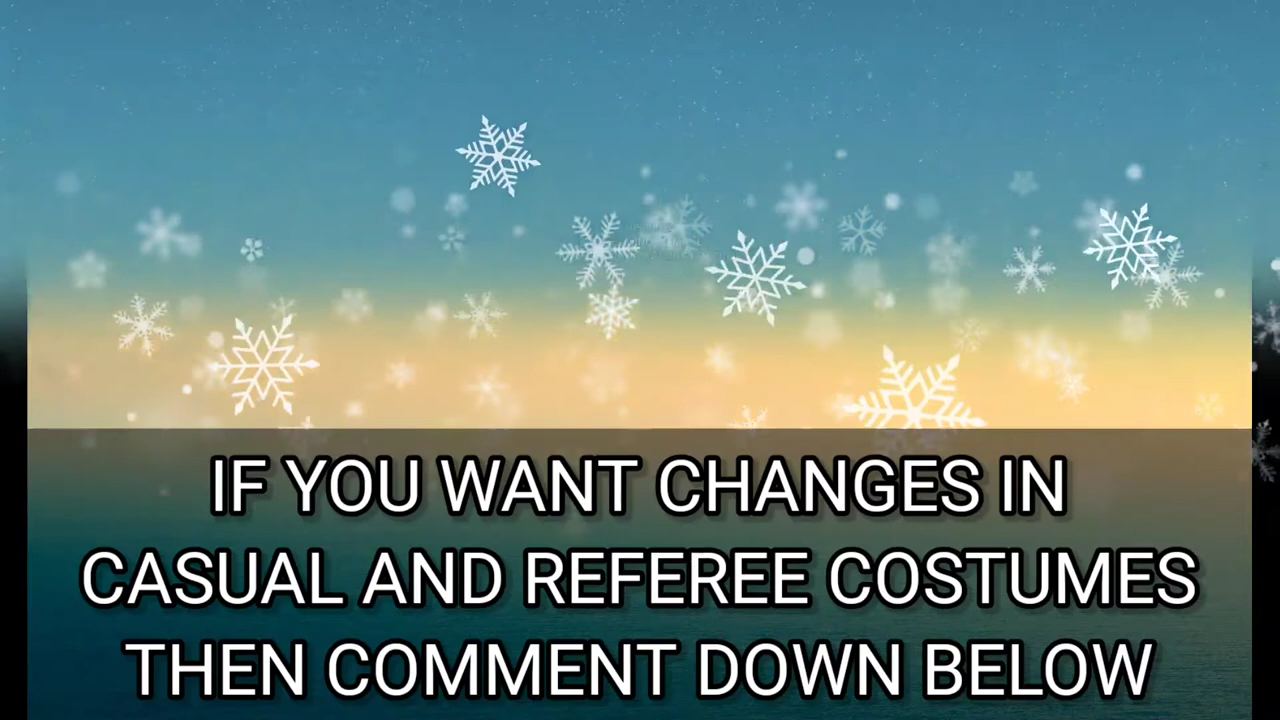 IF YOU WANT CHANGES IN
CASUAL AND REFEREE COSTUMES
THEN COMMENT DOWN BELOW